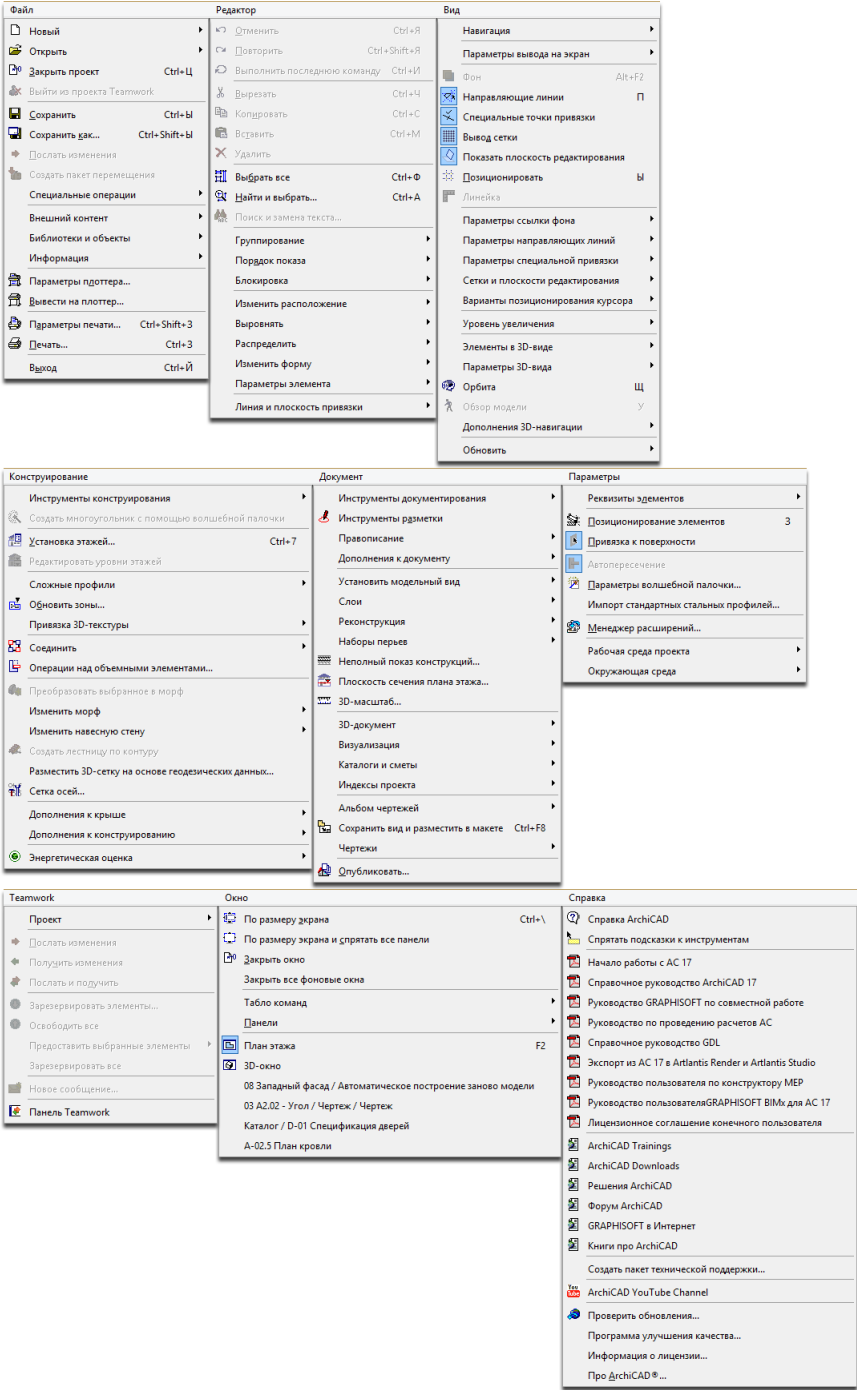 Файл
Новый
Открыть
Закрыть проект Ctrl+Ц
Выйти из проекта Teamwork
Сохранить Ctrl+Ы
Сохранить как... Ctrl+Shift+Ы
Послать изменения
Создать пакет перемещения
Специальные операции
Внешний контент
Библиотеки и объекты
Информация
Параметры плоттера...
Вывести на плоттер...
Параметры печати... Ctrl+Shift+З
Печать... Ctrl+З
Выход Ctrl+Й
Редактор
Отменить Ctrl+Я
Повторить Ctrl+Shift+Я
Выполнить последнюю команду Ctrl+И
Вырезать Ctrl+Ч
Копировать Ctrl+С
Вставить Ctrl+М
Удалить
Выбрать все Ctrl+Ф
Найти и выбрать... Ctrl+А
Поиск и замена текста...
Группирование
Порядок показа
Блокировка
Изменить расположение
Выровнять
Распределить
Изменить форму
Параметры элемента
Линия и плоскость привязки
Вид
Навигация
Параметры вывода на экран
Фон Alt+F2
Направляющие линии П
Специальные точки привязки
Вывод сетки
Показать плоскость редактирования
Позиционировать Ы
Линейка
Параметры ссылки фона
Параметры направляющих линий
Параметры специальной привязки
Сетки и плоскости редактирования
Варианты позиционирования курсора
Уровень увеличения
Элементы в 3D-виде
Параметры 3D-вида
Орбита Щ
Обзор модели У
Дополнения 3D-навигации
Обновить
Конструирование
Инструменты конструирования
Создать многоугольник с помощью волшебной палочки
Установка этажей... Ctrl+7
Редактировать уровни этажей
Сложные профили
Обновить зоны...
Привязка 3D-текстуры
Соединить
Операции над объемными элементами...
Преобразовать выбранное в морф
Изменить морф
Изменить навесную стену
Создать лестницу по контуру
Разместить 3D-сетку на основе геодезических данных...
Сетка осей...
Дополнения к крыше
Дополнения к конструированию
Энергетическая оценка
Документ
Инструменты документирования
Инструменты разметки
Правописание
Дополнения к документу
Установить модельный вид
Слои
Реконструкция
Наборы перьев
Неполный показ конструкций...
Плоскость сечения плана этажа...
3D-масштаб...
3D-документ
Визуализация
Каталоги и сметы
Индексы проекта
Альбом чертежей
Сохранить вид и разместить в макете Ctrl+F8
Чертежи
Опубликовать...
Параметры
Реквизиты элементов
Позиционирование элементов З
Привязка к поверхности
Автопересечение
Параметры волшебной палочки...
Импорт стандартных стальных профилей...
Менеджер расширений...
Рабочая среда проекта
Окружающая среда
Teamwork
Проект
Послать изменения
Получить изменения
Послать и получить
Зарезервировать элементы...
Освободить все
Предоставить выбранные элементы
Зарезервировать все
Новое сообщение...
Панель Teamwork
Окно
По размеру экрана Ctrl+\
По размеру экрана и спрятать все панели
Закрыть окно
Закрыть все фоновые окна
Табло команд
Панели
План этажа F2
3D-окно
08 Западный фасад / Автоматическое построение заново модели
03 A2.02 - Угол / Чертеж / Чертеж
Каталог / D-01 Спецификация дверей
A-02.5 План кровли
Справка
Справка ArchiCAD
Спрятать подсказки к инструментам
Начало работы с AC 17
Справочное руководство ArchiCAD 17
Руководство GRAPHISOFT по совместной работе
Руководство по проведению расчетов AC
Справочное руководство GDL
Экспорт из AC 17 в Artlantis Render и Artlantis Studio
Руководство пользователя по конструктору MEP
Руководство пользователяGRAPHISOFT BIMx для AC 17
Лицензионное соглашение конечного пользователя
ArchiCAD Trainings
ArchiCAD Downloads
Решения ArchiCAD
Форум ArchiCAD
GRAPHISOFT в Интернет
Книги про ArchiCAD
Создать пакет технической поддержки...
You Tube ArchiCAD YouTube Channel
Проверить обновления...
Программа улучшения качества...
Информация о лицензии...
Про ArchiCAD®...